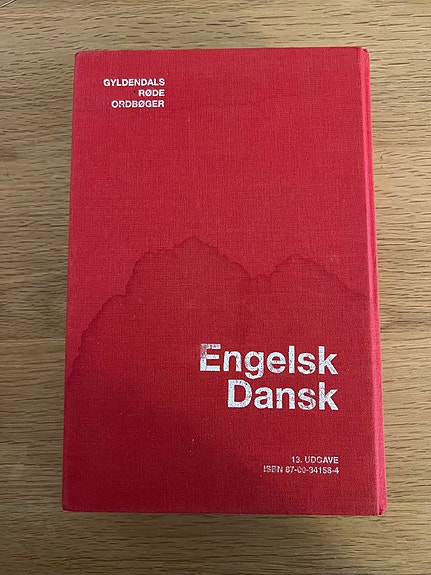 GYLDENDALS
RØDE
ORDBØGER
Engelsk
Dansk
13. UDGAVE
ISBN 87-00-34158-4